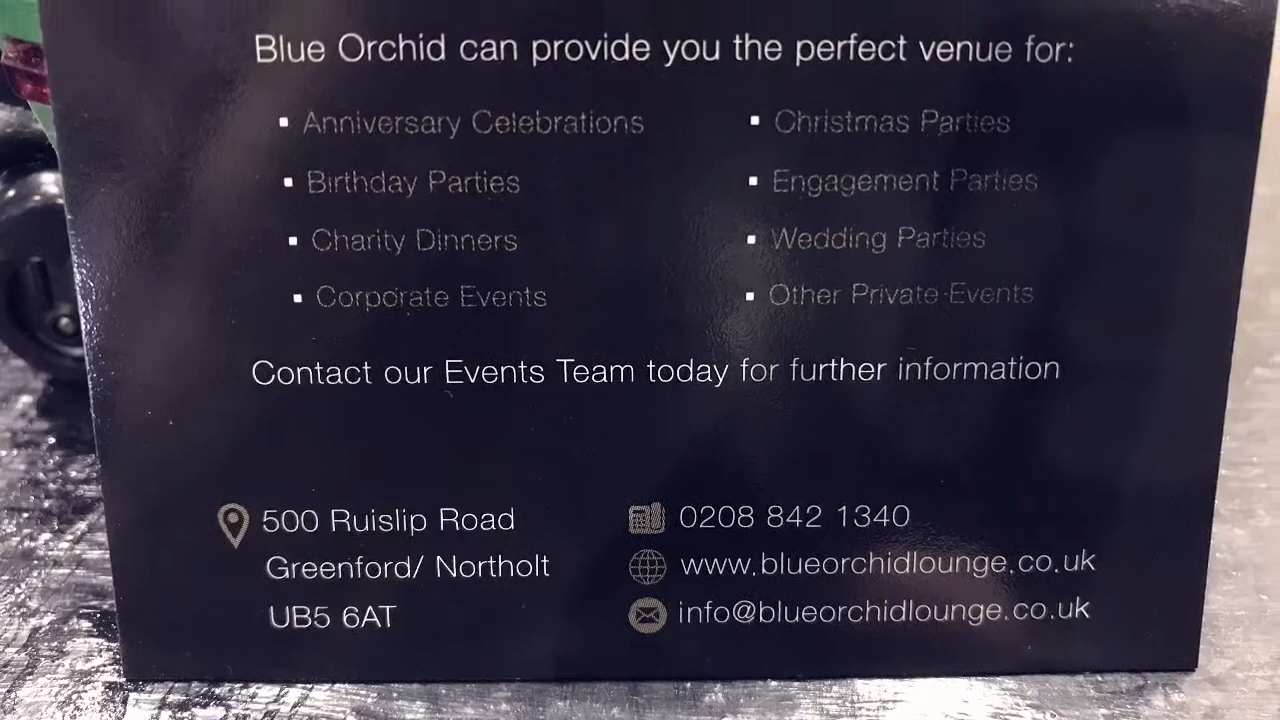 Blue Orchid can provide you the perfect venue for:
▪ Anniversary Celebrations
▪ Birthday Parties
▪ Charity Dinners
▪ Corporate Events
▪ Christmas Parties
▪ Engagement Parties
▪ Wedding Parties
▪ Other Private Events
Contact our Events Team today for further information
500 Ruislip Road
Greenford/ Northolt
UB5 6AT
0208 842 1340
www.blueorchidlounge.co.uk
info@blueorchidlounge.co.uk